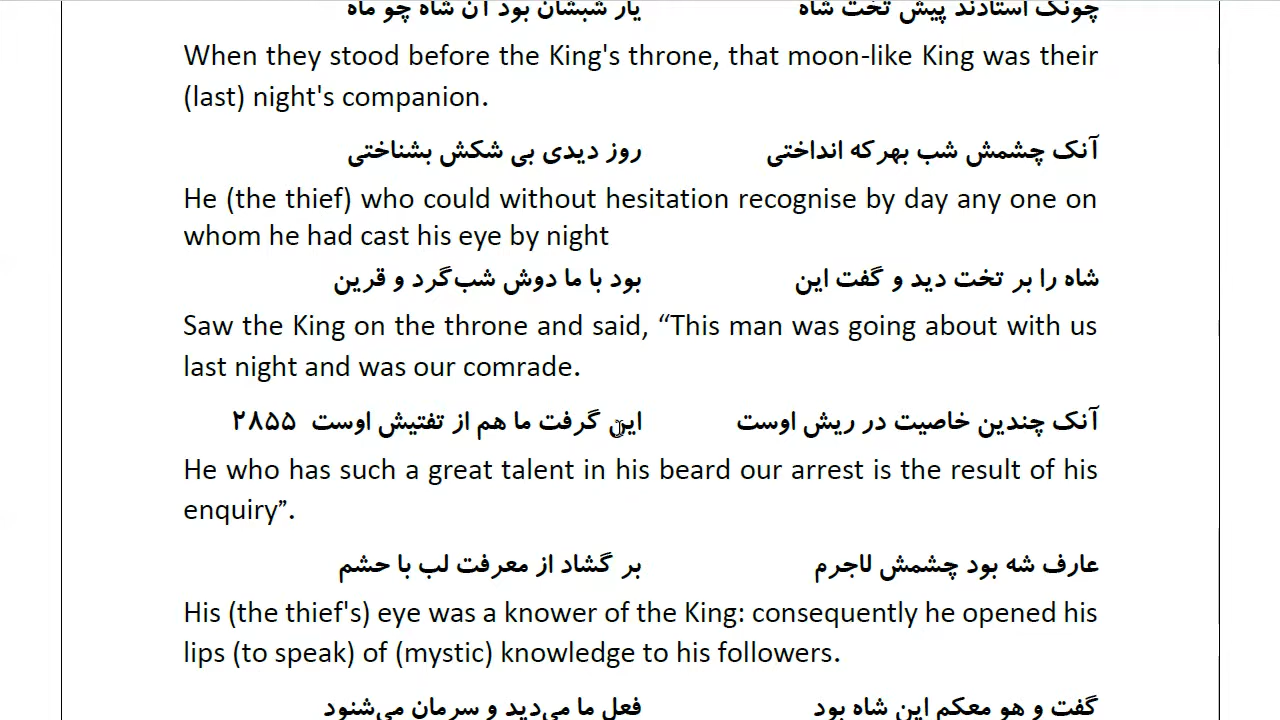 چونک استادند پیش تخت شاه یار شبشان بود آن شاه چو ماه
When they stood before the King's throne, that moon-like King was their
(last) night's companion.
آنک چشمش شب بهرکه انداختی روز دیدی بی شکش بشناختی
He (the thief) who could without hesitation recognise by day any one on
whom he had cast his eye by night
شاه را بر تخت دید و گفت این بود با ما دوش شب‌گرد و قرین
Saw the King on the throne and said, “This man was going about with us
last night and was our comrade.
آنک چندین خاصیت در ریش اوست این گرفت ما هم از تفتیش اوست ۲۸۵۵
He who has such a great talent in his beard our arrest is the result of his
enquiry”.
عارف شه بود چشمش لاجرم بر گشاد از معرفت لب با حشم
His (the thief's) eye was a knower of the King: consequently he opened his
lips (to speak) of (mystic) knowledge to his followers.
گفت و هو معکم این شاه بود فعل ما می‌دید و سرمان می‌شنود